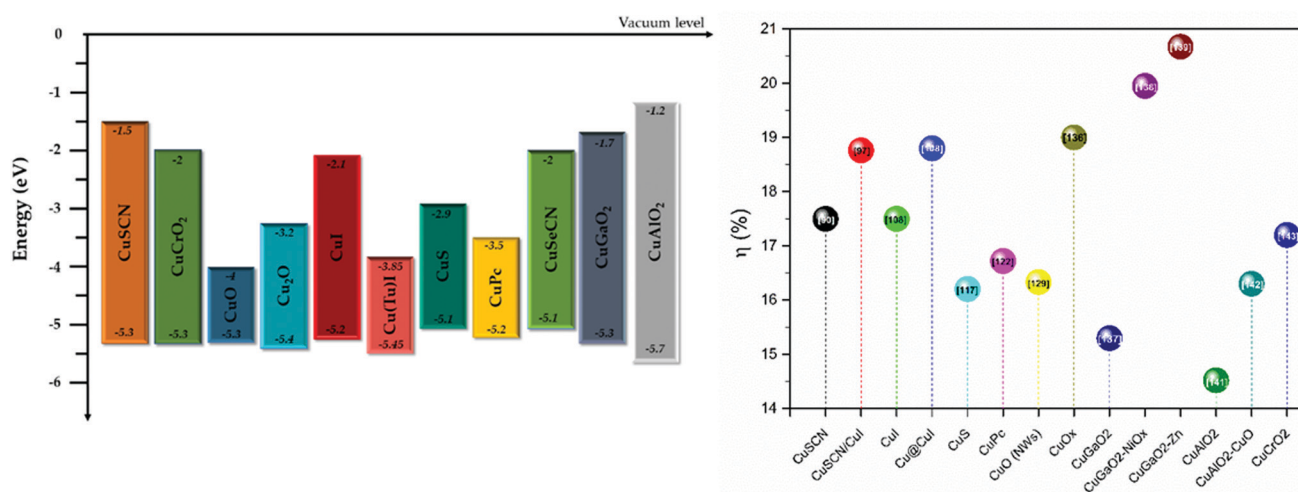 Vacuum level
0
-1
-2
-3
-4
-5
-6
Energy (eV)
-1.5
CuSCN
-5.3
-2
CuCrO2
-5.3
CuO
-5.3
-3.2
Cu2O
-5.4
-2.1
CuI
-5.2
-3.85
Cu(Tu)I
-5.45
-2.9
CuS
-5.1
-3.5
CuPc
-5.2
-2
CuSeCN
-5.1
-1.7
CuGaO2
-5.3
-1.2
CuAlO2
-5.7
21
20
19
18
17
16
15
14
η (%)
[90]
[97]
[108]
[117]
[122]
[129]
[136]
[137]
[138]
[139]
[141]
[142]
[143]
CuSCN
CuSCN/CuI
CuI
Cu@CuI
CuS
CuPc
CuO (NWs)
CuOx
CuGaO2
CuGaO2-NiOx
CuGaO2-Zn
CuAlO2
CuAlO2-CuO
CuCrO2